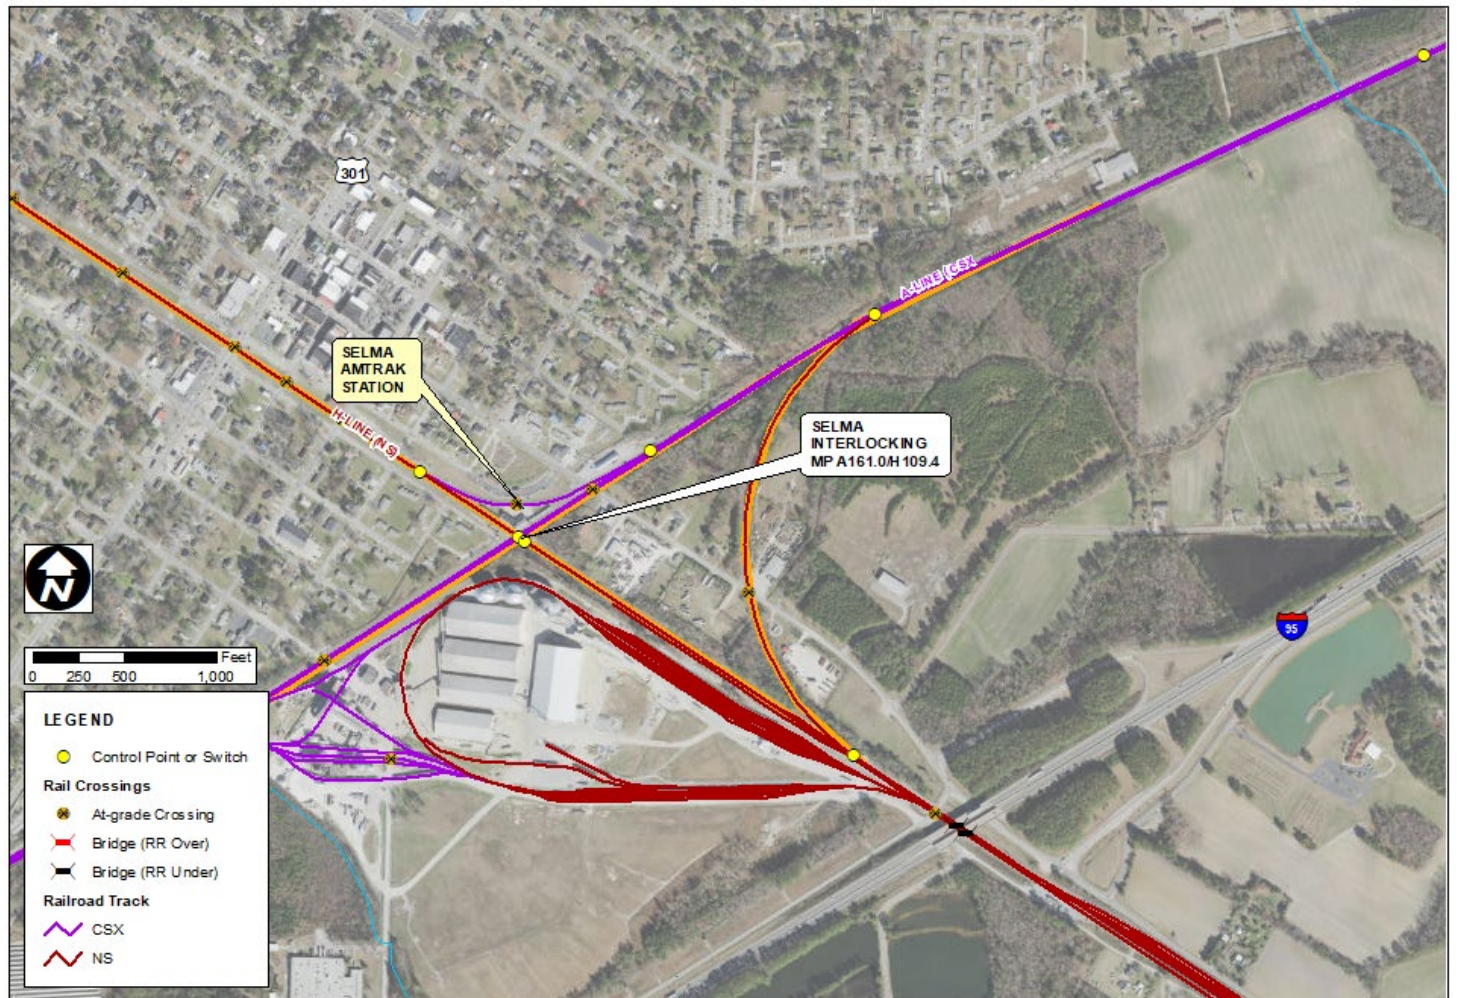 301
A-LINE (CSX
SELMA
AMTRAK
STATION
H-LINE (NS)
SELMA
INTERLOCKING
MP A161.0/H109.4
N
95
Feet
0 250 500 1,000
LEGEND
Control Point or Switch
Rail Crossings
At-grade Crossing
Bridge (RR Over)
Bridge (RR Under)
Railroad Track
CSX
NS